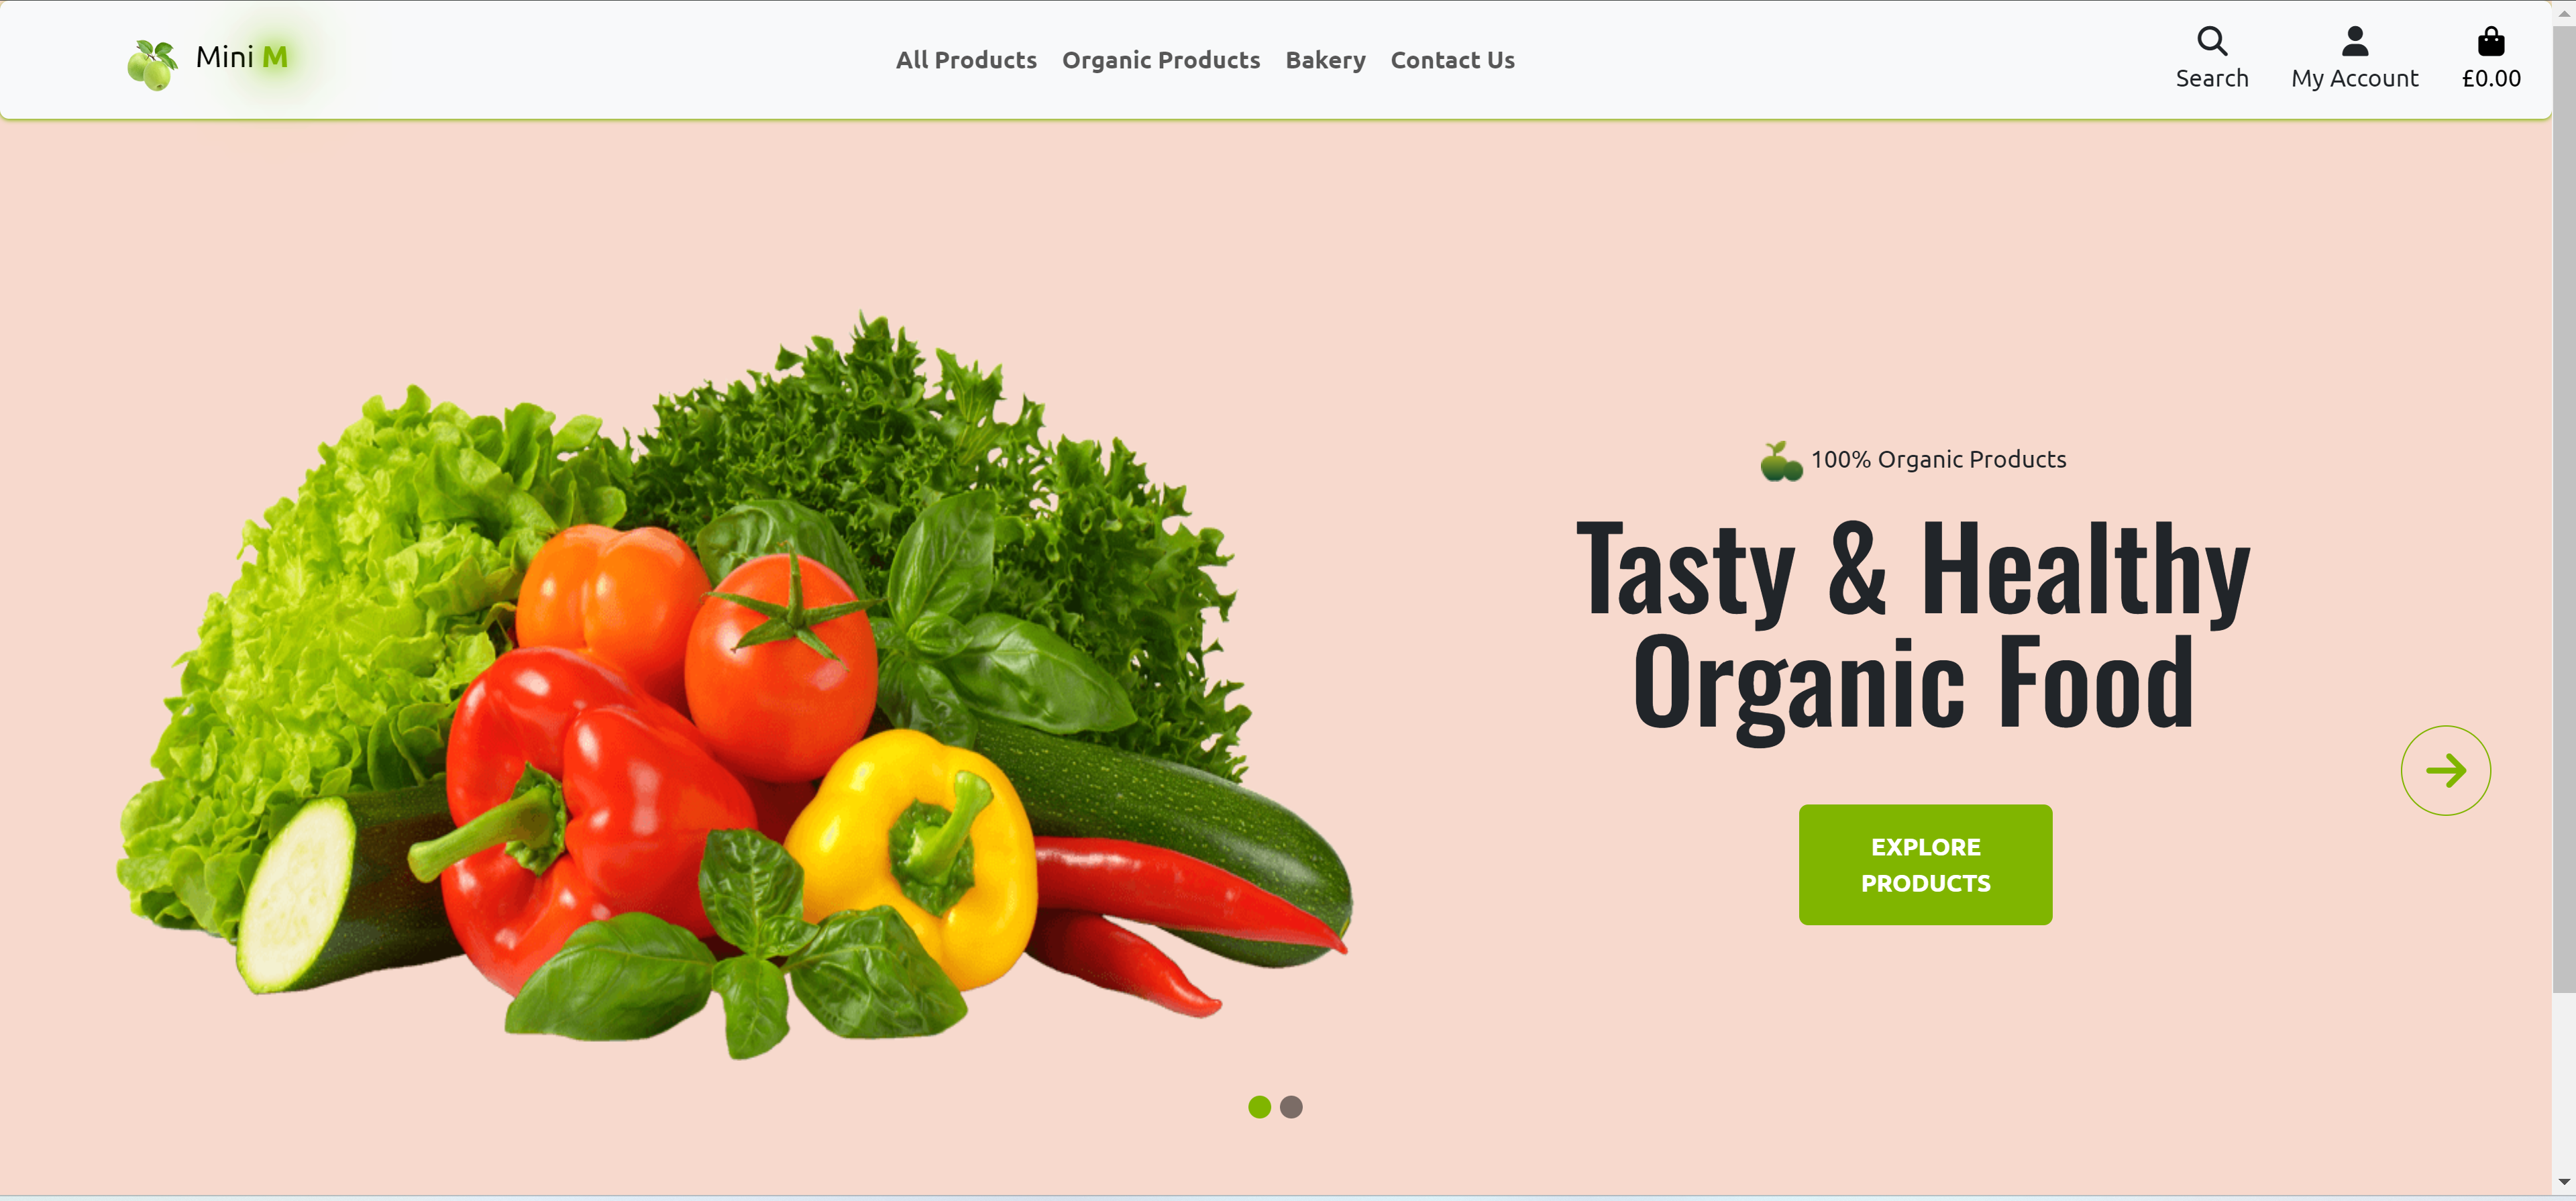 Mini M
All Products Organic Products Bakery Contact Us
Search My Account £0.00
100% Organic Products
Tasty & Healthy
Organic Food
EXPLORE
PRODUCTS